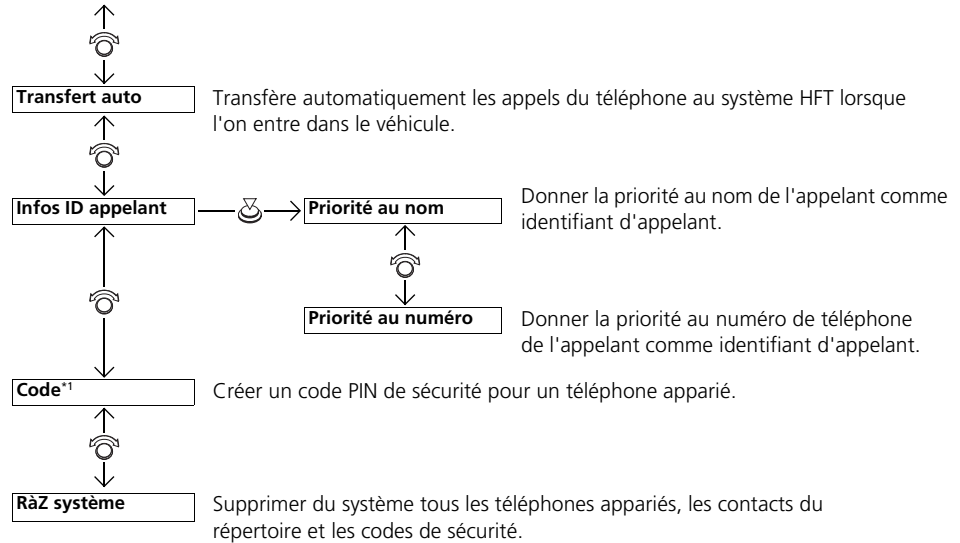 Transfert auto
Transfère automatiquement les appels du téléphone au système HFT lorsque
l'on entre dans le véhicule.
Infos ID appelant
Priorité au nom
Donner la priorité au nom de l'appelant comme
identifiant d'appelant.
Priorité au numéro
Donner la priorité au numéro de téléphone
de l'appelant comme identifiant d'appelant.
Code*1
Créer un code PIN de sécurité pour un téléphone apparié.
RàZ système
Supprimer du système tous les téléphones appariés, les contacts du
répertoire et les codes de sécurité.